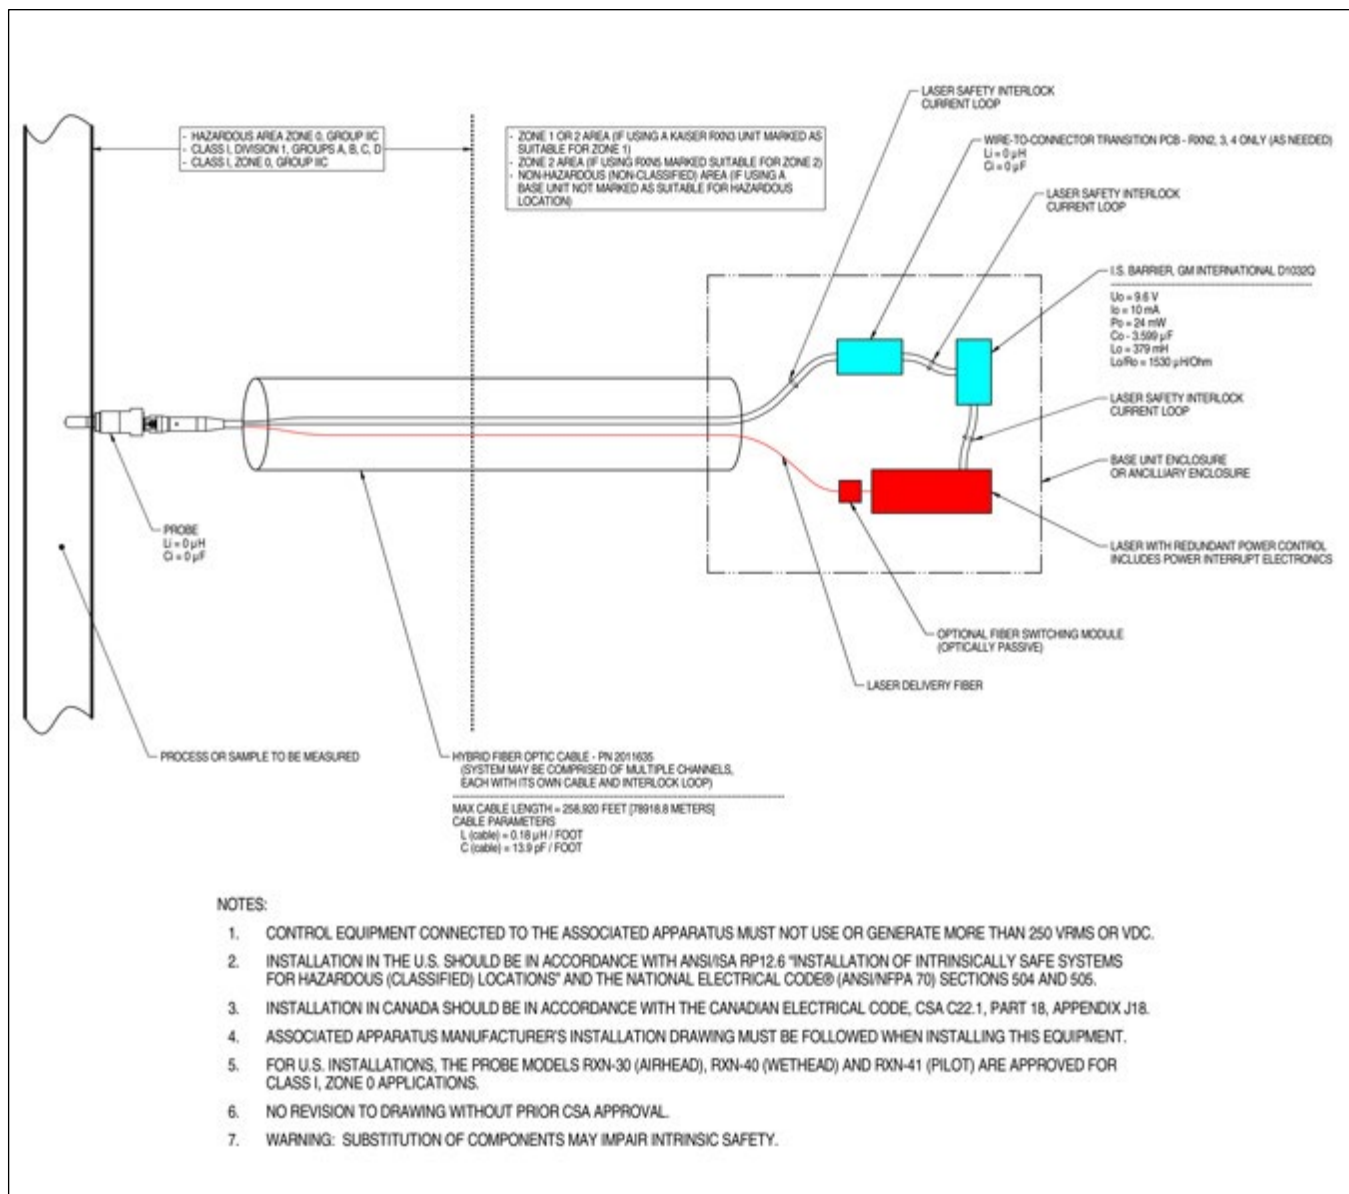 - HAZARDOUS AREA ZONE 0, GROUP IIC
- CLASS I, DIVISION 1, GROUPS A, B, C, D
- CLASS I, ZONE 0, GROUP IIC
- ZONE 1 OR 2 AREA (IF USING A KAISER RXN3 UNIT MARKED AS
SUITABLE FOR ZONE 1)
- ZONE 2 AREA (IF USING RXN5 MARKED SUITABLE FOR ZONE 2)
- NON-HAZARDOUS (NON-CLASSIFIED) AREA (IF USING A
BASE UNIT NOT MARKED AS SUITABLE FOR HAZARDOUS
LOCATION)
LASER SAFETY INTERLOCK
CURRENT LOOP
WIRE-TO-CONNECTOR TRANSITION PCB - RXN2, 3, 4 ONLY (AS NEEDED)
Li = 0 µH
Ci = 0 µF
LASER SAFETY INTERLOCK
CURRENT LOOP
I.S. BARRIER, GM INTERNATIONAL D1032Q
Uo = 9.6 V
Io = 10 mA
Po = 24 mW
Co - 3.599 µF
Lo = 379 mH
Lo/Ro = 1530 µH/Ohm
LASER SAFETY INTERLOCK
CURRENT LOOP
BASE UNIT ENCLOSURE
OR ANCILLIARY ENCLOSURE
PROBE
Li = 0 µH
Ci = 0 µF
LASER WITH REDUNDANT POWER CONTROL
INCLUDES POWER INTERRUPT ELECTRONICS
OPTIONAL FIBER SWITCHING MODULE
(OPTICALLY PASSIVE)
LASER DELIVERY FIBER
PROCESS OR SAMPLE TO BE MEASURED
HYBRID FIBER OPTIC CABLE - PN 2011635
(SYSTEM MAY BE COMPRISED OF MULTIPLE CHANNELS,
EACH WITH ITS OWN CABLE AND INTERLOCK LOOP)
MAX CABLE LENGTH = 258,920 FEET [78918.8 METERS]
CABLE PARAMETERS
L (cable) = 0.18 µH / FOOT
C (cable) = 13.9 pF / FOOT
NOTES:
1. CONTROL EQUIPMENT CONNECTED TO THE ASSOCIATED APPARATUS MUST NOT USE OR GENERATE MORE THAN 250 VRMS OR VDC.
2. INSTALLATION IN THE U.S. SHOULD BE IN ACCORDANCE WITH ANSI/ISA RP12.6 "INSTALLATION OF INTRINSICALLY SAFE SYSTEMS
FOR HAZARDOUS (CLASSIFIED) LOCATIONS" AND THE NATIONAL ELECTRICAL CODE® (ANSI/NFPA 70) SECTIONS 504 AND 505.
3. INSTALLATION IN CANADA SHOULD BE IN ACCORDANCE WITH THE CANADIAN ELECTRICAL CODE, CSA C22.1, PART 18, APPENDIX J18.
4. ASSOCIATED APPARATUS MANUFACTURER'S INSTALLATION DRAWING MUST BE FOLLOWED WHEN INSTALLING THIS EQUIPMENT.
5. FOR U.S. INSTALLATIONS, THE PROBE MODELS RXN-30 (AIRHEAD), RXN-40 (WETHEAD) AND RXN-41 (PILOT) ARE APPROVED FOR
CLASS I, ZONE 0 APPLICATIONS.
6. NO REVISION TO DRAWING WITHOUT PRIOR CSA APPROVAL.
7. WARNING: SUBSTITUTION OF COMPONENTS MAY IMPAIR INTRINSIC SAFETY.